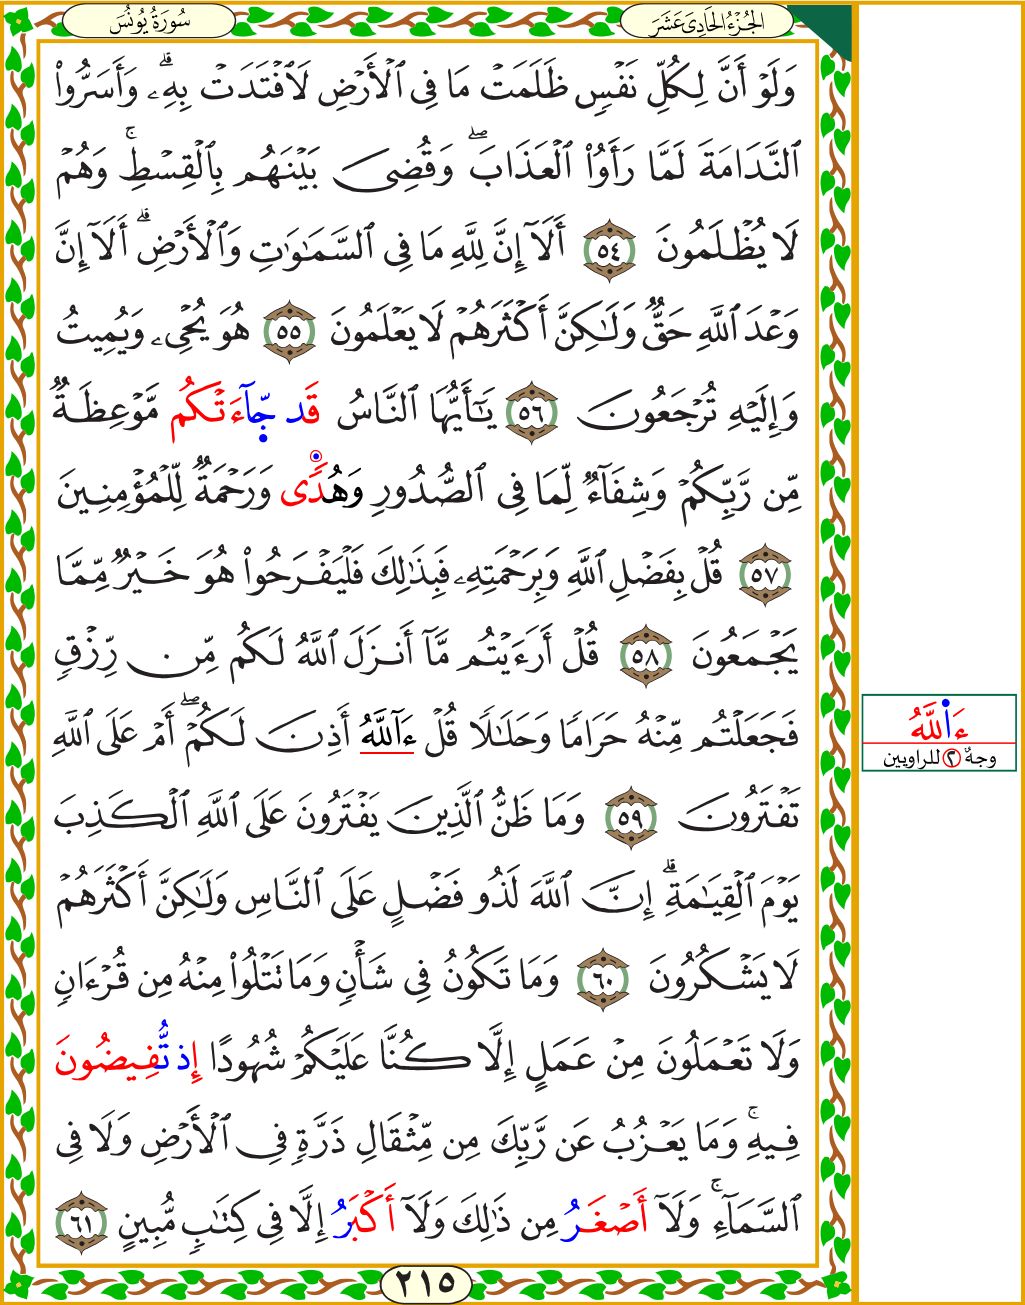 سُورَةُ يُونُسَ
الجُزْءُ الحَادِى عَشَرَ
وَلَوْ أَنَّ لِكُلِّ نَفْسٍ ظَلَمَتْ مَا فِى ٱلْأَرْضِ لَٱفْتَدَتْ بِهِۦۗ وَأَسَرُّوا۟
ٱلنَّدَامَةَ لَمَّا رَأَوُا۟ ٱلْعَذَابَۖ وَقُضِىَ بَيْنَهُم بِٱلْقِسْطِۚ وَهُمْ
لَا يُظْلَمُونَ ٥٤ أَلَآ إِنَّ لِلَّهِ مَا فِى ٱلسَّمَـٰوَٰتِ وَٱلْأَرْضِۗ أَلَآ إِنَّ
وَعْدَ ٱللَّهِ حَقٌّ وَلَـٰكِنَّ أَكْثَرَهُمْ لَا يَعْلَمُونَ ٥٥ هُوَ يُحْىِۦ وَيُمِيتُ
وَإِلَيْهِ تُرْجَعُونَ ٥٦ يَـٰٓأَيُّهَا ٱلنَّاسُ قَد جَّآءَتْكُم مَّوْعِظَةٌ
مِّن رَّبِّكُمْ وَشِفَآءٌ لِّمَا فِى ٱلصُّدُورِ وَهُدًى وَرَحْمَةٌ لِّلْمُؤْمِنِينَ
٥٧ قُلْ بِفَضْلِ ٱللَّهِ وَبِرَحْمَتِهِۦ فَبِذَٰلِكَ فَلْيَفْرَحُوا۟ هُوَ خَيْرٌ مِّمَّا
يَجْمَعُونَ ٥٨ قُلْ أَرَءَيْتُم مَّآ أَنزَلَ ٱللَّهُ لَكُم مِّن رِّزْقٍ
فَجَعَلْتُم مِّنْهُ حَرَامًا وَحَلَـٰلًا قُلْ ءَآللَّهُ أَذِنَ لَكُمْۖ أَمْ عَلَى ٱللَّهِ
ءَا۬للَّهُ
وجهٌ ٢ للراويين
تَفْتَرُونَ ٥٩ وَمَا ظَنُّ ٱلَّذِينَ يَفْتَرُونَ عَلَى ٱللَّهِ ٱلْكَذِبَ
يَوْمَ ٱلْقِيَـٰمَةِۗ إِنَّ ٱللَّهَ لَذُو فَضْلٍ عَلَى ٱلنَّاسِ وَلَـٰكِنَّ أَكْثَرَهُمْ
لَا يَشْكُرُونَ ٦٠ وَمَا تَكُونُ فِى شَأْنٍ وَمَا تَتْلُوا۟ مِنْهُ مِن قُرْءَانٍ
وَلَا تَعْمَلُونَ مِنْ عَمَلٍ إِلَّا كُنَّا عَلَيْكُمْ شُهُودًا إِذ تُّفِيضُونَ
فِيهِۚ وَمَا يَعْزُبُ عَن رَّبِّكَ مِن مِّثْقَالِ ذَرَّةٍ فِى ٱلْأَرْضِ وَلَا فِى
ٱلسَّمَآءِۚ وَلَآ أَصْغَرُ مِن ذَٰلِكَ وَلَآ أَكْبَرُ إِلَّا فِى كِتَـٰبٍ مُّبِينٍ ٦١
٢١٥